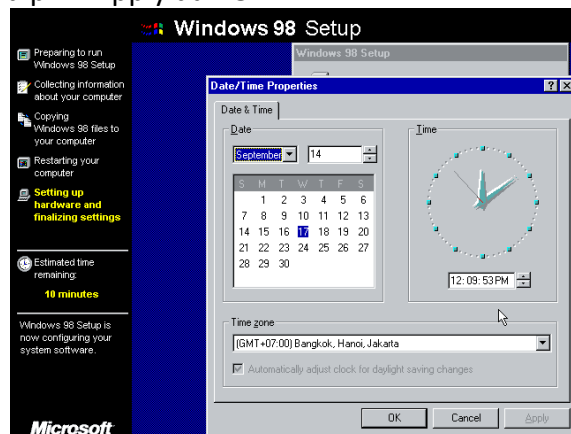 Windows 98 Setup
Preparing to run
Windows 98 Setup
Collecting information
about your computer
Copying
Windows 98 files to
your computer
Restarting your
computer
Setting up
hardware and
finalizing settings
Estimated time
remaining:
10 minutes
Windows 98 Setup is
now configuring your
system software.
Microsoft
Windows 98 Setup
Date/Time Properties
Date & Time
Date
September 14
S M T W T F S
1 2 3 4 5 6
7 8 9 10 11 12 13
14 15 16 17 18 19 20
21 22 23 24 25 26 27
28 29 30
Time
12:09:53 PM
Time zone
(GMT+07:00) Bangkok, Hanoi, Jakarta
Automatically adjust clock for daylight saving changes
OK Cancel Apply